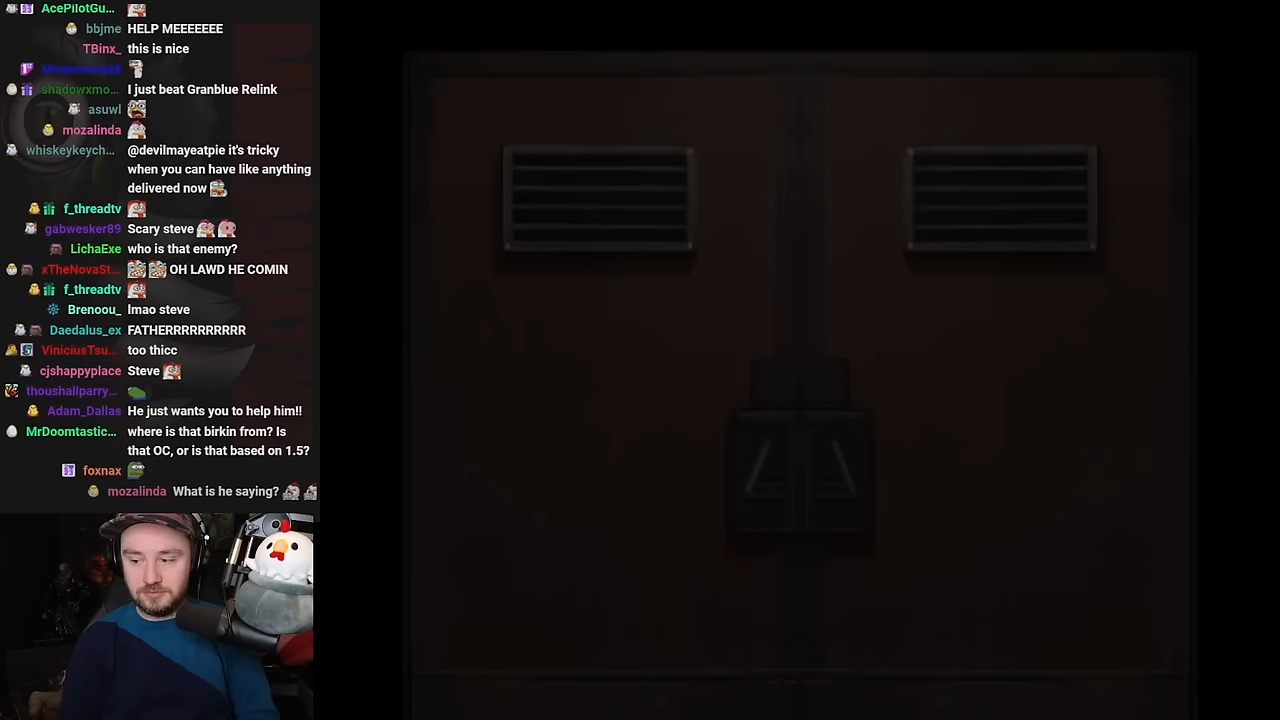 AcePilotGu...
bbjme HELP MEEEEEEE
TBinx_ this is nice
shadowxmo... I just beat Granblue Relink
asuwl
mozalinda
whiskeykeych... @devilmayeatpie it's tricky
when you can have like anything
delivered now
f_threadtv
gabwesker89 Scary steve
LichaExe who is that enemy?
xTheNovaSt... OH LAWD HE COMIN
f_threadtv
Brenoou_ lmao steve
Daedalus_ex FATHERRRRRRRRRR
ViniciusTsu... too thicc
cjshappyplace Steve
thoushallparry...
Adam_Dallas He just wants you to help him!!
MrDoomtastic... where is that birkin from? Is
that OC, or is that based on 1.5?
foxnax
mozalinda What is he saying?